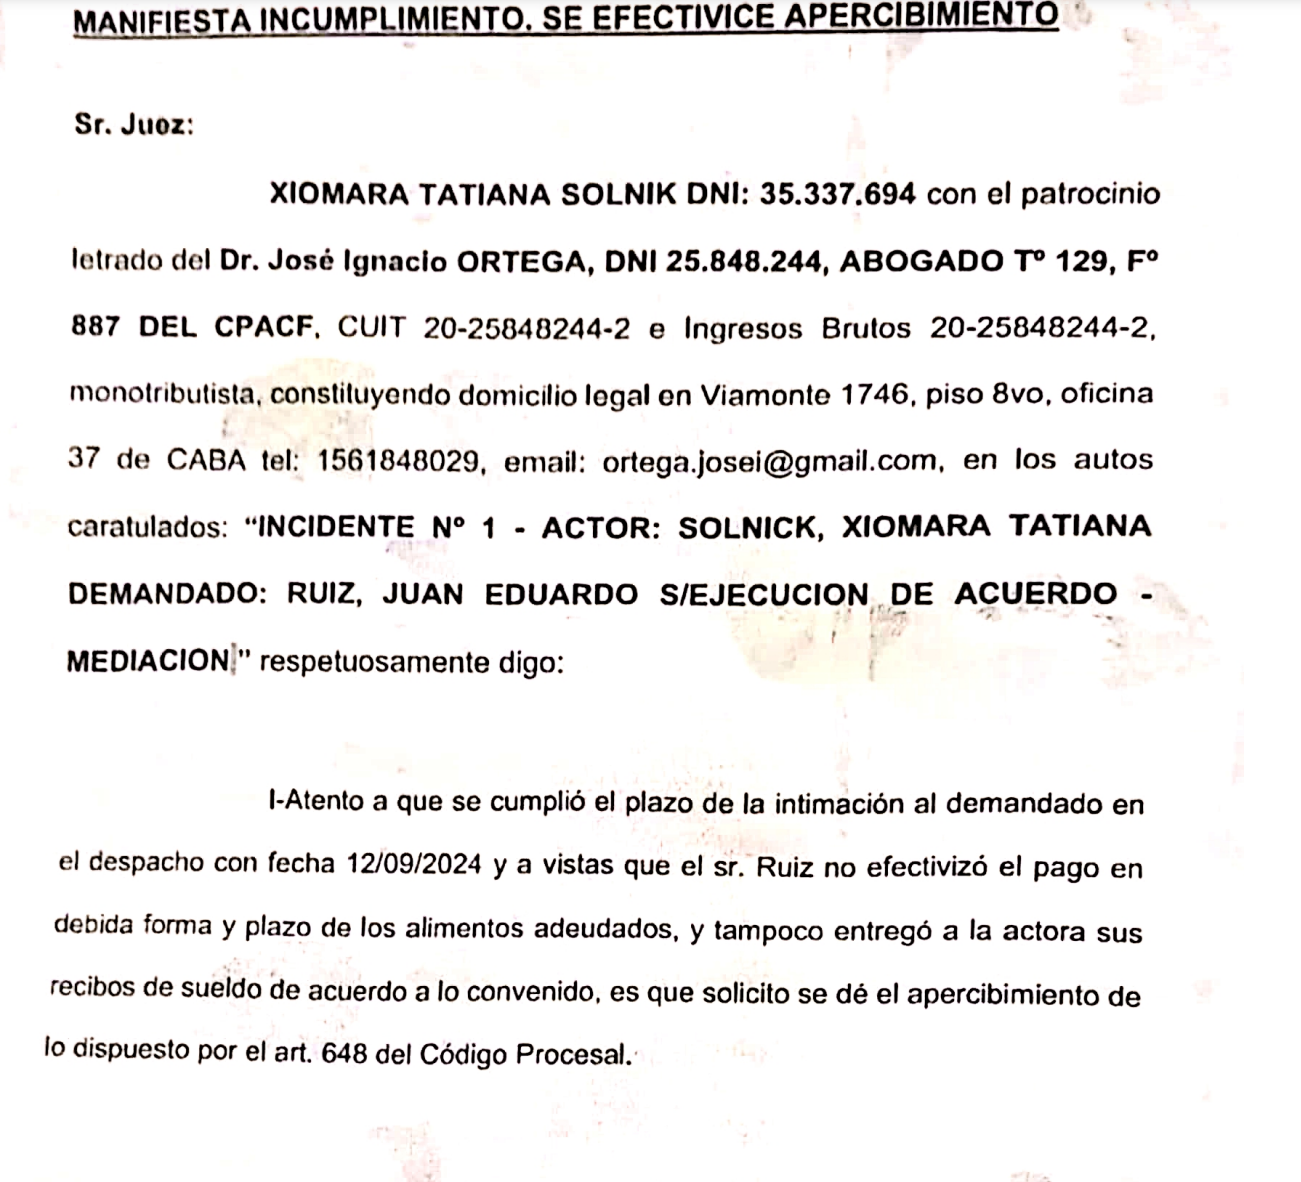 MANIFIESTA INCUMPLIMIENTO. SE EFECTIVICE APERCIBIMIENTO
Sr. Juez:
XIOMARA TATIANA SOLNIK DNI: 35.337.694 con el patrocinio
letrado del Dr. José Ignacio ORTEGA, DNI 25.848.244, ABOGADO Tº 129, Fº
887 DEL CPACF, CUIT 20-25848244-2 e Ingresos Brutos 20-25848244-2,
monotributista, constituyendo domicilio legal en Viamonte 1746, piso 8vo, oficina
37 de CABA tel: 1561848029, email: ortega.josei@gmail.com, en los autos
caratulados: “INCIDENTE Nº 1 - ACTOR: SOLNICK, XIOMARA TATIANA
DEMANDADO: RUIZ, JUAN EDUARDO S/EJECUCION DE ACUERDO -
MEDIACION” respetuosamente digo:
I-Atento a que se cumplió el plazo de la intimación al demandado en
el despacho con fecha 12/09/2024 y a vistas que el sr. Ruiz no efectivizó el pago en
debida forma y plazo de los alimentos adeudados, y tampoco entregó a la actora sus
recibos de sueldo de acuerdo a lo convenido, es que solicito se dé el apercibimiento de
lo dispuesto por el art. 648 del Código Procesal.